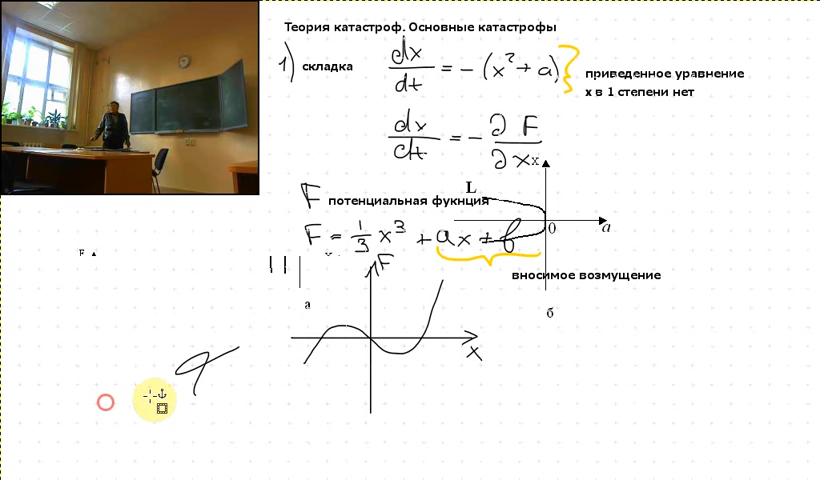 Теория катастроф. Основные катастрофы
1) складка
dx/dt = - (x² + a)
приведенное уравнение
x в 1 степени нет
dx/dt = - ∂F/∂x
x
L
F потенциальная фукнция
0
a
F = 1/3 x³ + ax + b
вносимое возмущение
F
F
а
б
x